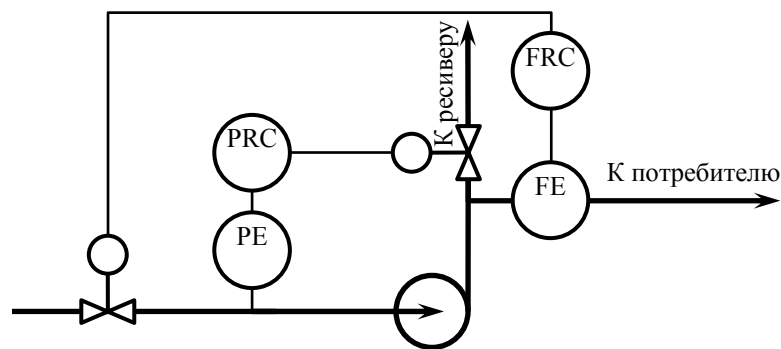 FRC
К ресиверу
PRC
FE
К потребителю
PE